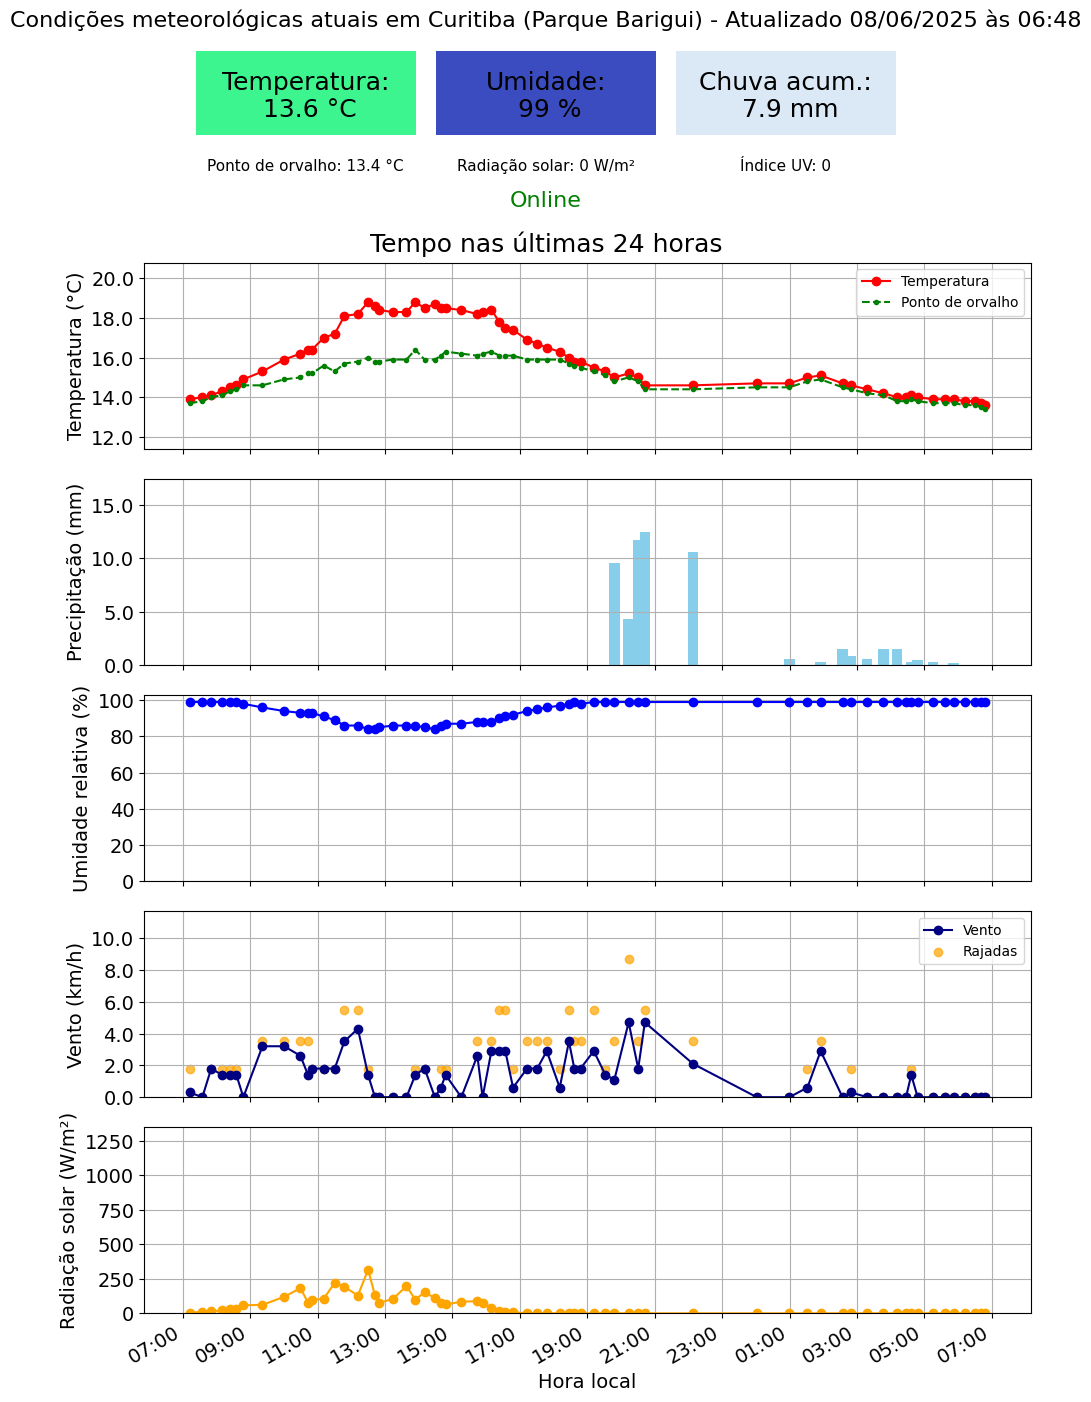 Condições meteorológicas atuais em Curitiba (Parque Barigui) - Atualizado 08/06/2025 às 06:48
Temperatura:
13.6 °C
Umidade:
99 %
Chuva acum.:
7.9 mm
Ponto de orvalho: 13.4 °C
Radiação solar: 0 W/m²
Índice UV: 0
Online
Tempo nas últimas 24 horas
Temperatura (°C)
20.0
18.0
16.0
14.0
12.0
Temperatura
Ponto de orvalho
Precipitação (mm)
15.0
10.0
5.0
0.0
Umidade relativa (%)
100
80
60
40
20
0
Vento (km/h)
10.0
8.0
6.0
4.0
2.0
0.0
Vento
Rajadas
Radiação solar (W/m²)
1250
1000
750
500
250
0
07:00
09:00
11:00
13:00
15:00
17:00
19:00
21:00
23:00
01:00
03:00
05:00
07:00
Hora local